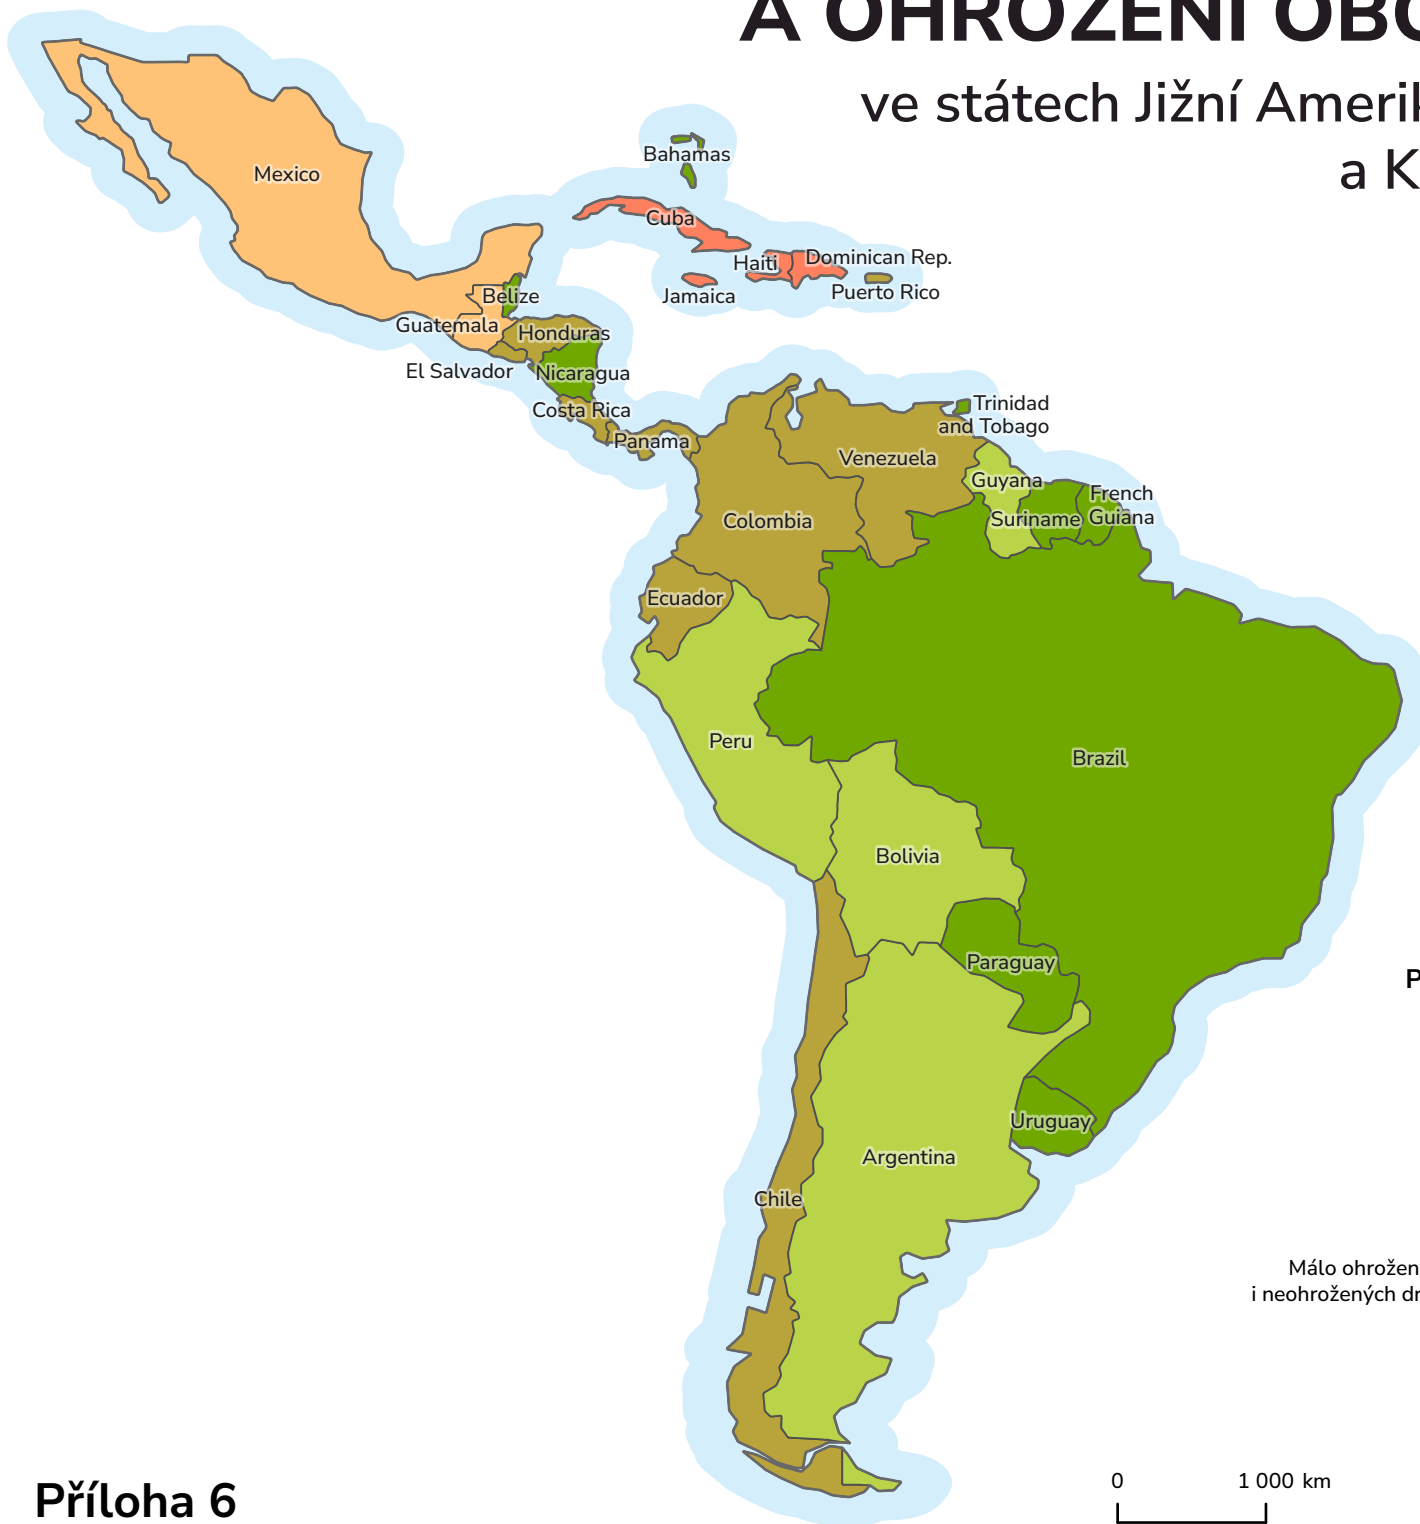 A OHROŽENÍ OBO
ve státech Jižní Amerik
a K
Mexico
Bahamas
Cuba
Haiti
Dominican Rep.
Jamaica
Puerto Rico
Belize
Guatemala
Honduras
El Salvador
Nicaragua
Costa Rica
Panama
Trinidad
and Tobago
Venezuela
Guyana
French
Guiana
Suriname
Colombia
Ecuador
Peru
Brazil
Bolivia
Paraguay
P
Uruguay
Argentina
Chile
Málo ohrožen
i neohrožených dr
0 1 000 km
Příloha 6